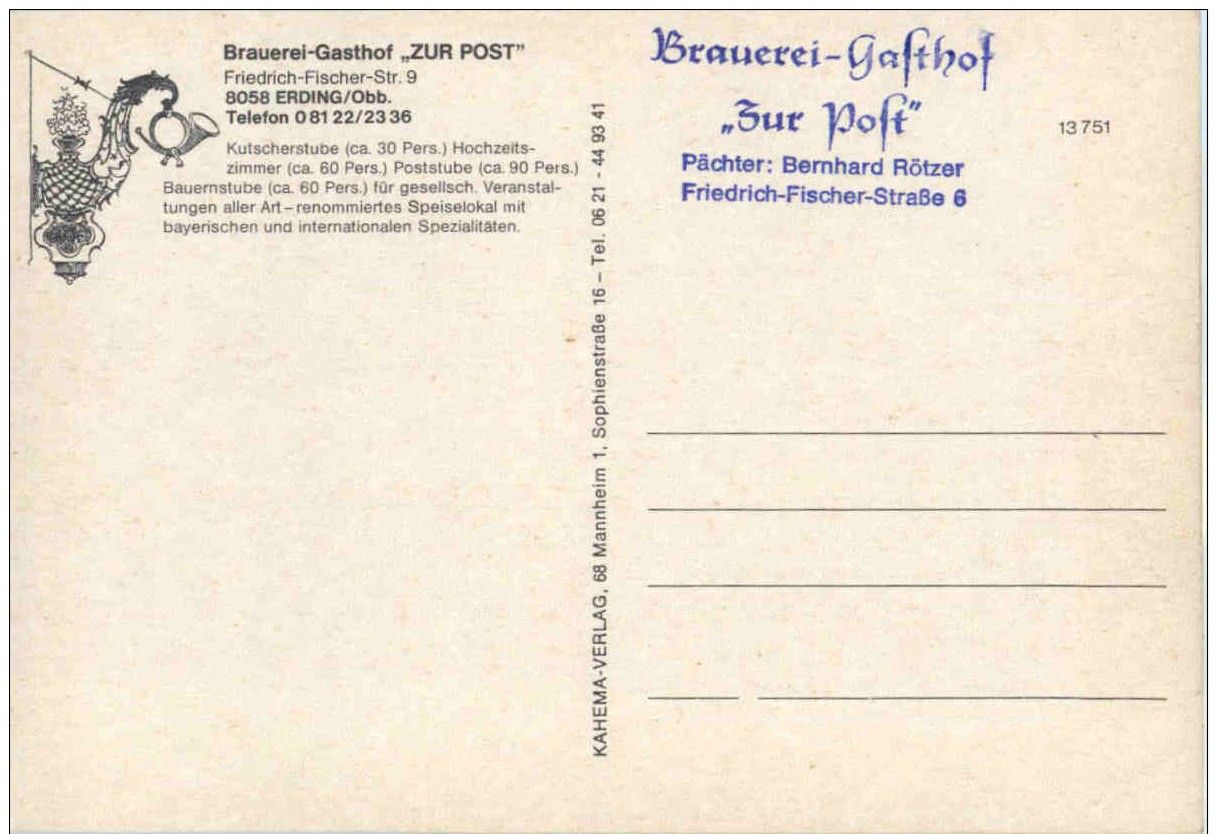 Brauerei-Gasthof „ZUR POST”
Friedrich-Fischer-Str. 9
8058 ERDING/Obb.
Telefon 0 81 22/23 36
Kutscherstube (ca. 30 Pers.) Hochzeits-
zimmer (ca. 60 Pers.) Poststube (ca. 90 Pers.)
Bauernstube (ca. 60 Pers.) für gesellsch. Veranstal-
tungen aller Art – renommiertes Speiselokal mit
bayerischen und internationalen Spezialitäten.
KAHEMA-VERLAG, 68 Mannheim 1, Sophienstraße 16 – Tel. 06 21 - 44 93 41
Brauerei-Gasthof
„Zur Post”
Pächter: Bernhard Rötzer
Friedrich-Fischer-Straße 6
13 751